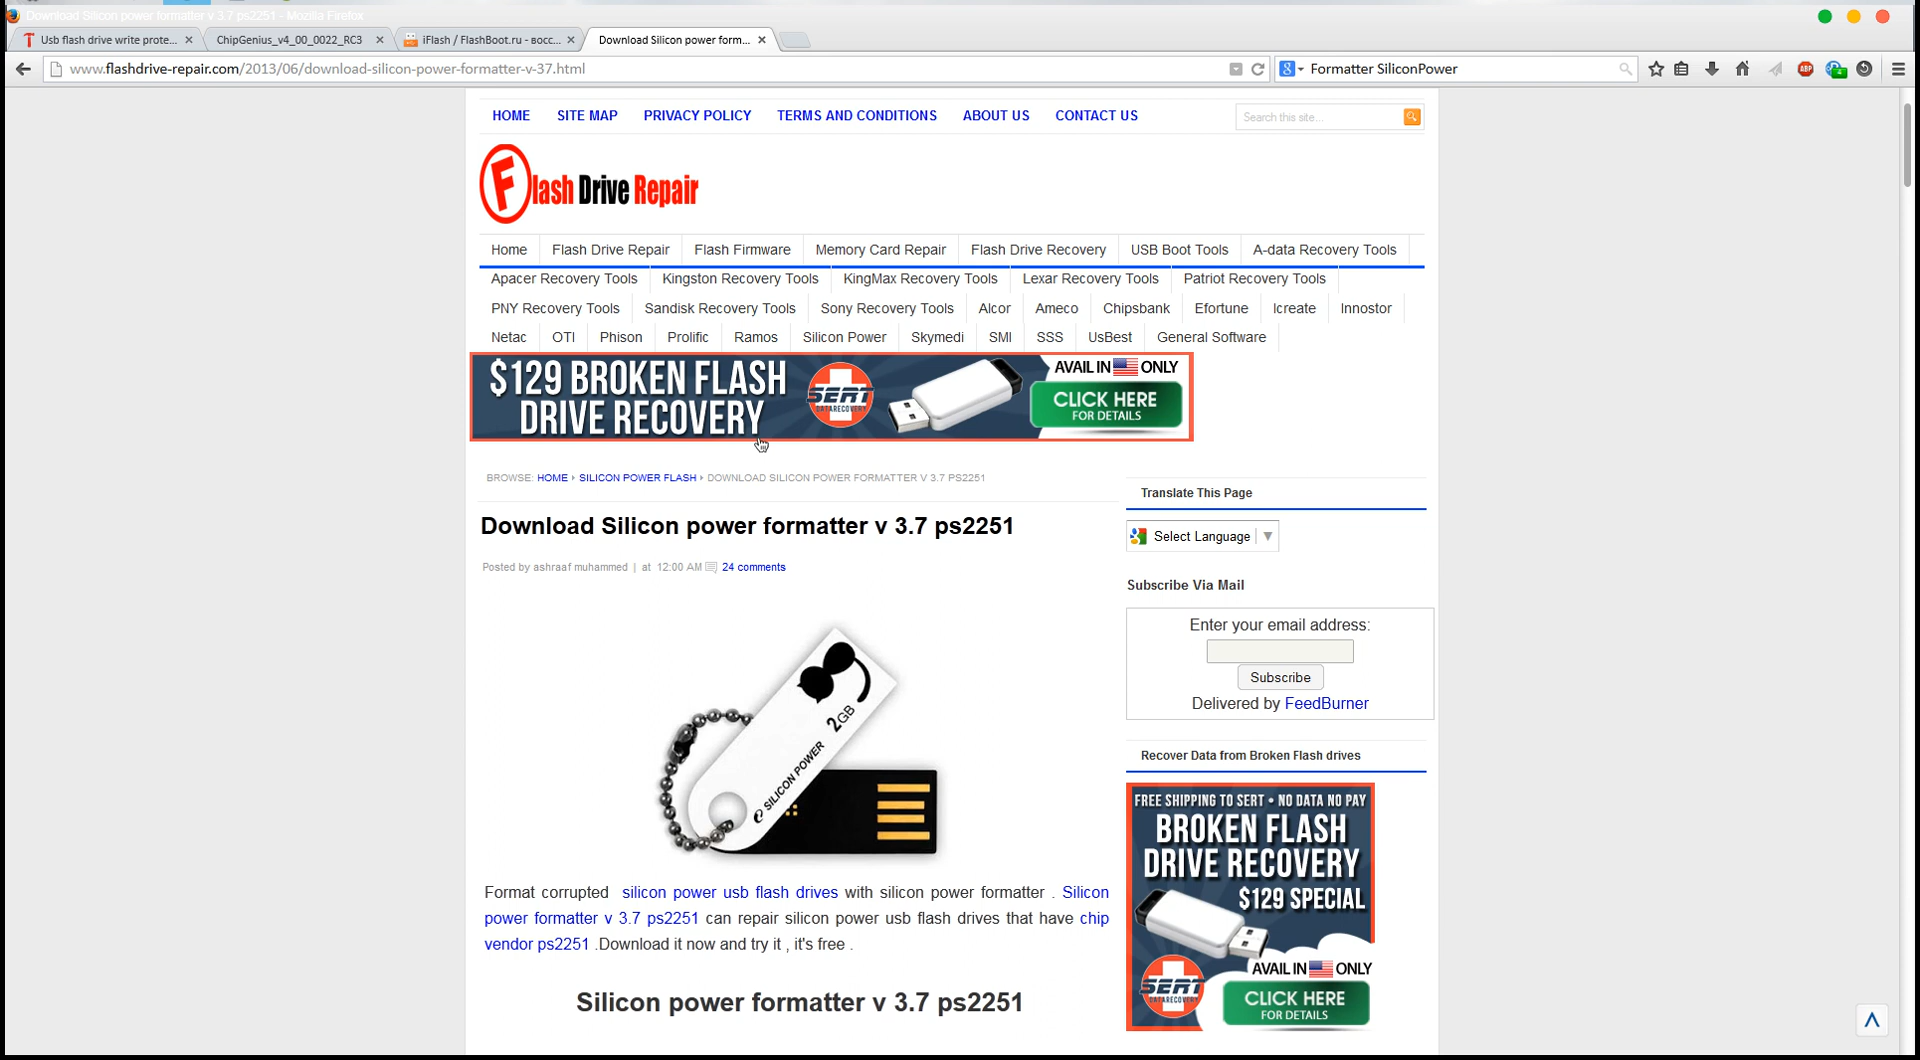 Download Silicon power formatter v 3.7 ps2251 - Mozilla Firefox
Usb flash drive write prote... ChipGenius_v4_00_0022_RC3 iFlash / FlashBoot.ru - восс... Download Silicon power form...
www.flashdrive-repair.com/2013/06/download-silicon-power-formatter-v-37.html Formatter SiliconPower
HOME SITE MAP PRIVACY POLICY TERMS AND CONDITIONS ABOUT US CONTACT US Search this site...
Flash Drive Repair
Home Flash Drive Repair Flash Firmware Memory Card Repair Flash Drive Recovery USB Boot Tools A-data Recovery Tools
Apacer Recovery Tools Kingston Recovery Tools KingMax Recovery Tools Lexar Recovery Tools Patriot Recovery Tools
PNY Recovery Tools Sandisk Recovery Tools Sony Recovery Tools Alcor Ameco Chipsbank Efortune Icreate Innostor
Netac OTI Phison Prolific Ramos Silicon Power Skymedi SMI SSS UsBest General Software
$129 BROKEN FLASH
DRIVE RECOVERY
SERT
DATA RECOVERY
AVAIL IN ONLY
CLICK HERE
FOR DETAILS
BROWSE: HOME › SILICON POWER FLASH › DOWNLOAD SILICON POWER FORMATTER V 3.7 PS2251
Download Silicon power formatter v 3.7 ps2251
Posted by ashraaf muhammed | at 12:00 AM 24 comments
2GB
SILICON POWER
Format corrupted silicon power usb flash drives with silicon power formatter . Silicon
power formatter v 3.7 ps2251 can repair silicon power usb flash drives that have chip
vendor ps2251 .Download it now and try it , it's free .
Silicon power formatter v 3.7 ps2251
Translate This Page
Select Language ▼
Subscribe Via Mail
Enter your email address:
Subscribe
Delivered by FeedBurner
Recover Data from Broken Flash drives
FREE SHIPPING TO SERT • NO DATA NO PAY
BROKEN FLASH
DRIVE RECOVERY
$129 SPECIAL
AVAIL IN ONLY
SERT
DATA RECOVERY
CLICK HERE
FOR DETAILS